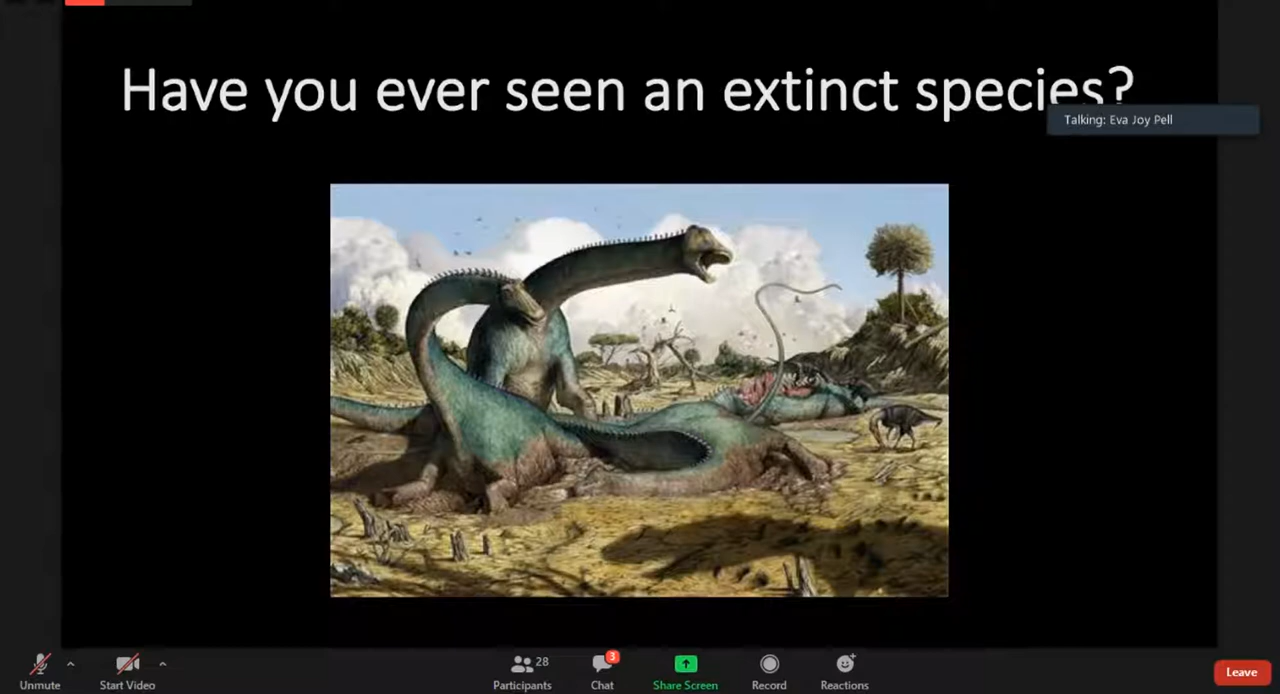 Have you ever seen an extinct species?
Talking: Eva Joy Pell
28
3
Unmute
Start Video
Participants
Chat
Share Screen
Record
Reactions
Leave